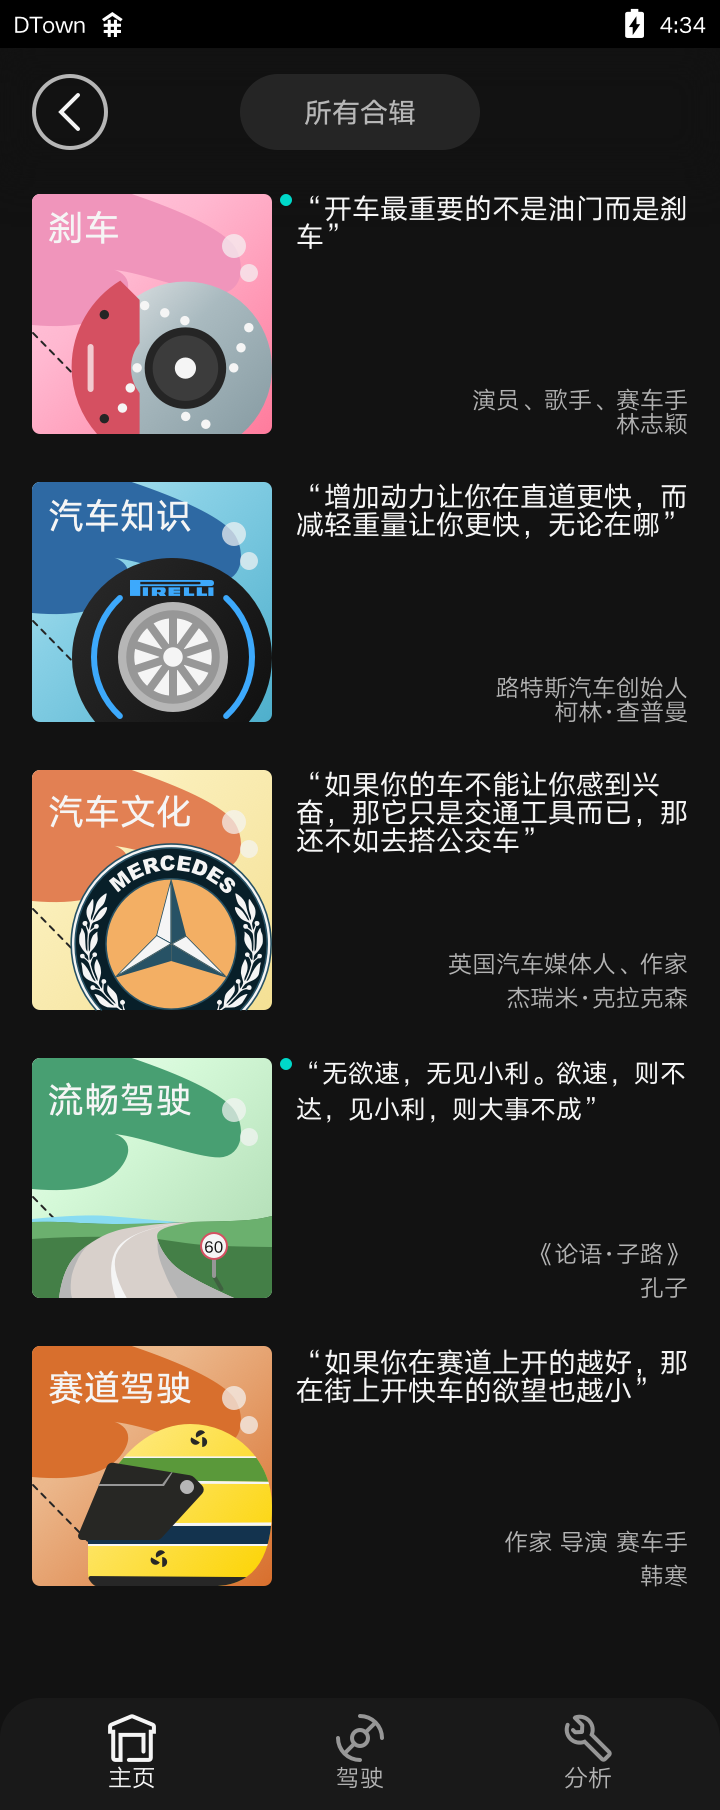 DTown
4:34
所有合辑
刹车
“开车最重要的不是油门而是刹
车”
演员、歌手、赛车手
林志颖
汽车知识
PIRELLI
“增加动力让你在直道更快，而
减轻重量让你更快，无论在哪”
路特斯汽车创始人
柯林·查普曼
汽车文化
MERCEDES
“如果你的车不能让你感到兴
奋，那它只是交通工具而已，那
还不如去搭公交车”
英国汽车媒体人、作家
杰瑞米·克拉克森
流畅驾驶
60
“无欲速，无见小利。欲速，则不
达，见小利，则大事不成”
《论语·子路》
孔子
赛道驾驶
“如果你在赛道上开的越好，那
在街上开快车的欲望也越小”
作家 导演 赛车手
韩寒
主页
驾驶
分析